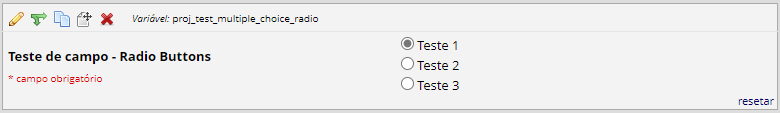 Variável: proj_test_multiple_choice_radio
Teste 1
Teste de campo - Radio Buttons
Teste 2
* campo obrigatório
Teste 3
resetar